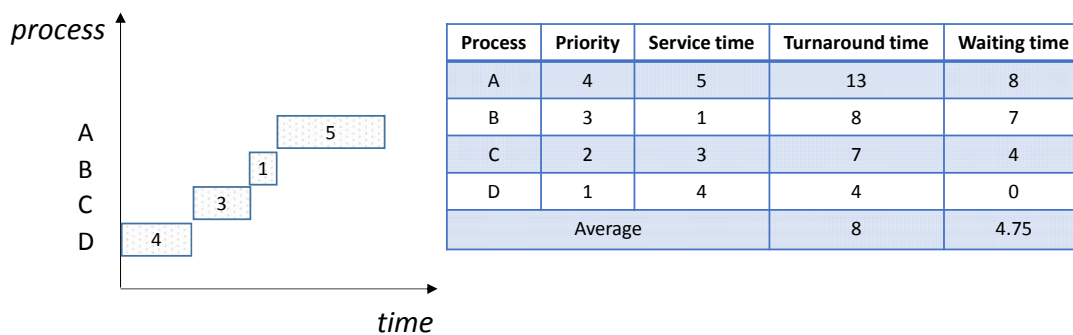 process
A
B
C
D
5
1
3
4
time
Process Priority Service time Turnaround time Waiting time
A 4 5 13 8
B 3 1 8 7
C 2 3 7 4
D 1 4 4 0
Average 8 4.75